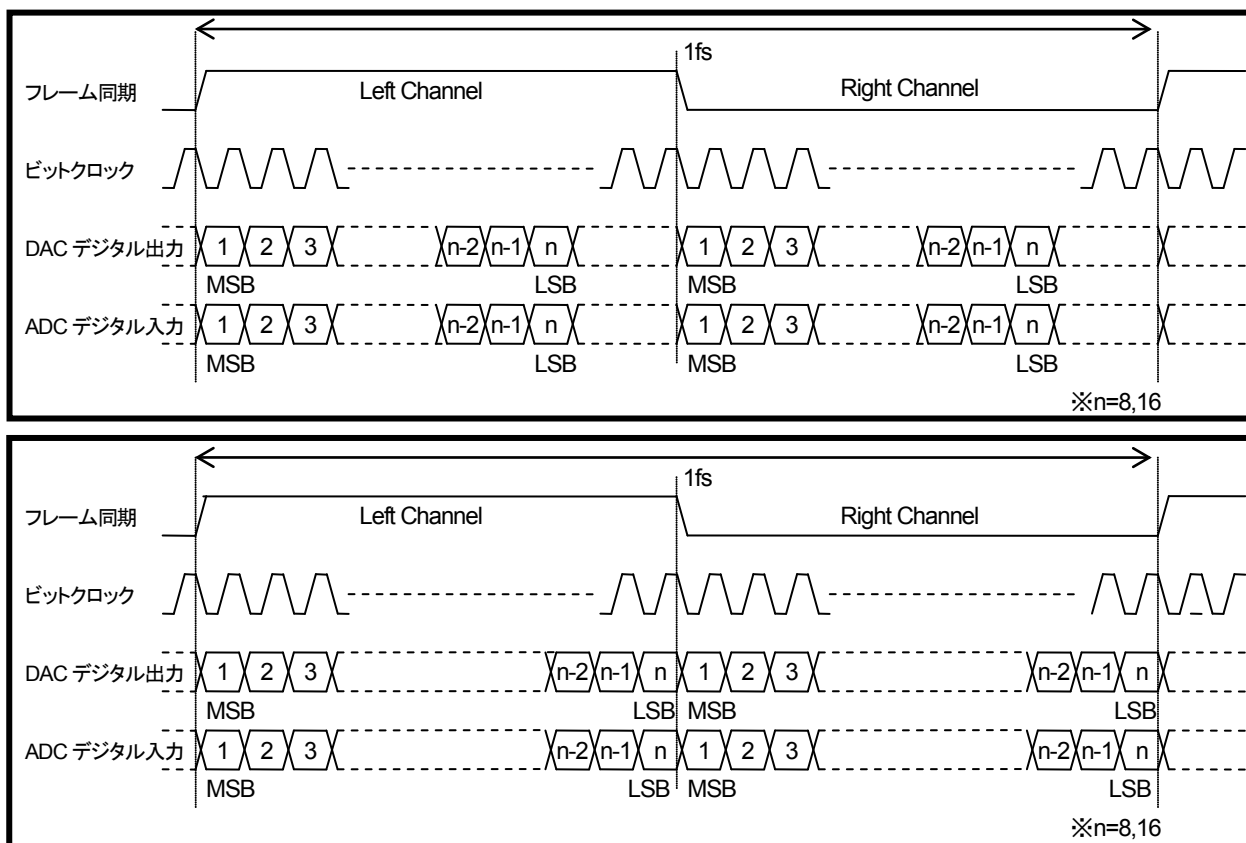 1fs
フレーム同期 Left Channel Right Channel
ビットクロック
DAC デジタル出力 1 2 3 n-2 n-1 n 1 2 3 n-2 n-1 n
MSB LSB MSB LSB
ADC デジタル入力 1 2 3 n-2 n-1 n 1 2 3 n-2 n-1 n
MSB LSB MSB LSB
※n=8,16
1fs
フレーム同期 Left Channel Right Channel
ビットクロック
DAC デジタル出力 1 2 3 n-2 n-1 n 1 2 3 n-2 n-1 n
MSB LSB MSB LSB
ADC デジタル入力 1 2 3 n-2 n-1 n 1 2 3 n-2 n-1 n
MSB LSB MSB LSB
※n=8,16